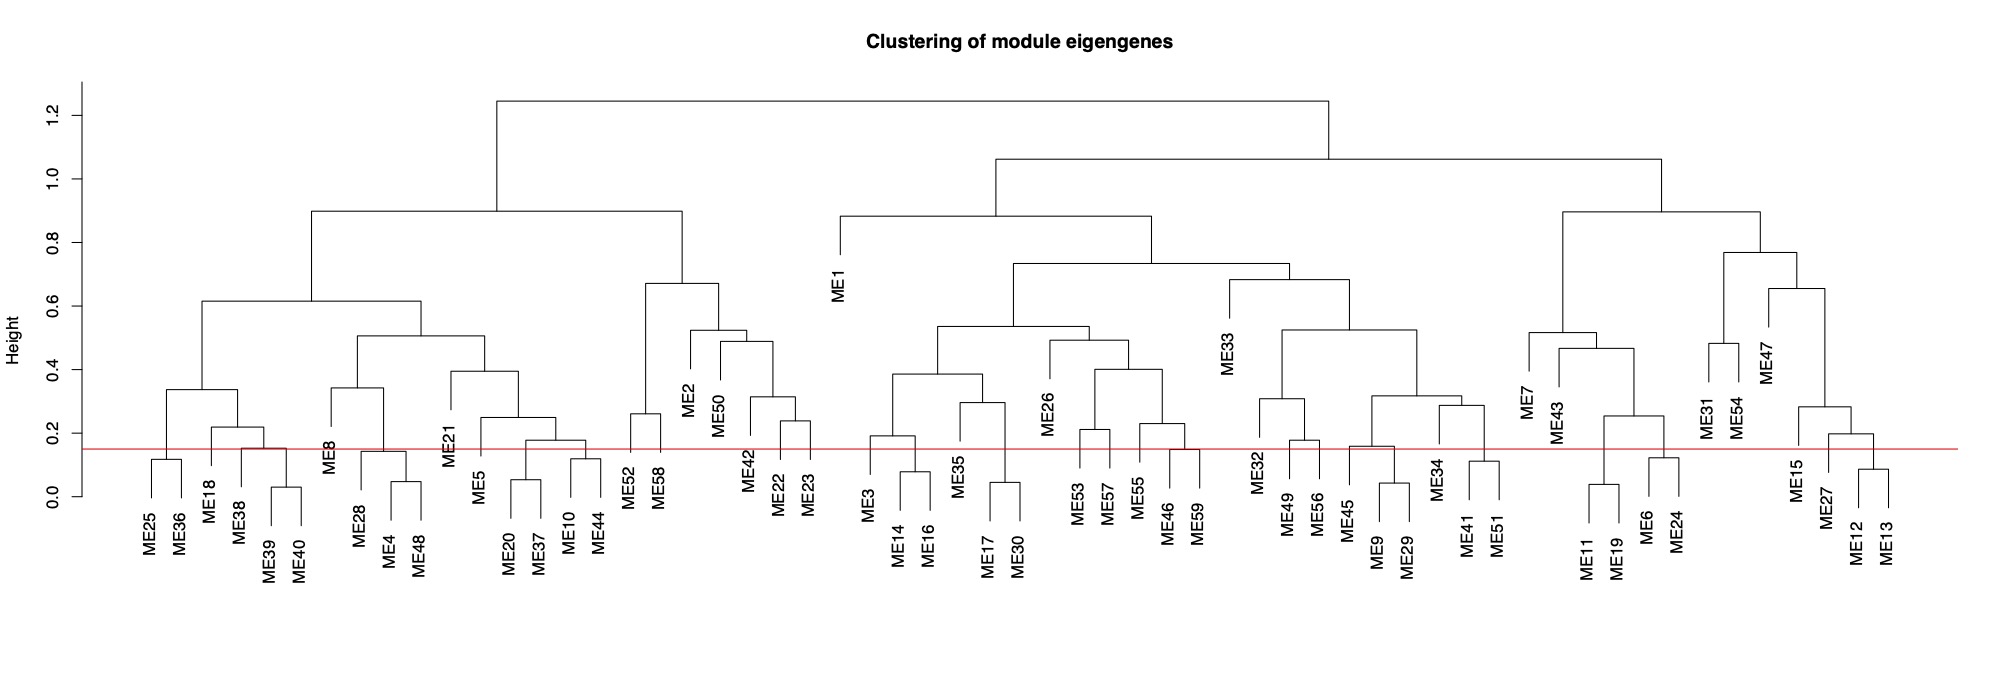 Clustering of module eigengenes
Height
1.2
1.0
0.8
0.6
0.4
0.2
0.0
ME25
ME36
ME18
ME38
ME39
ME40
ME8
ME28
ME4
ME48
ME21
ME5
ME20
ME37
ME10
ME44
ME52
ME58
ME2
ME50
ME42
ME22
ME23
ME1
ME3
ME14
ME16
ME35
ME17
ME30
ME26
ME53
ME57
ME55
ME46
ME59
ME33
ME32
ME49
ME56
ME45
ME9
ME29
ME34
ME41
ME51
ME7
ME43
ME11
ME19
ME6
ME24
ME31
ME54
ME47
ME15
ME27
ME12
ME13